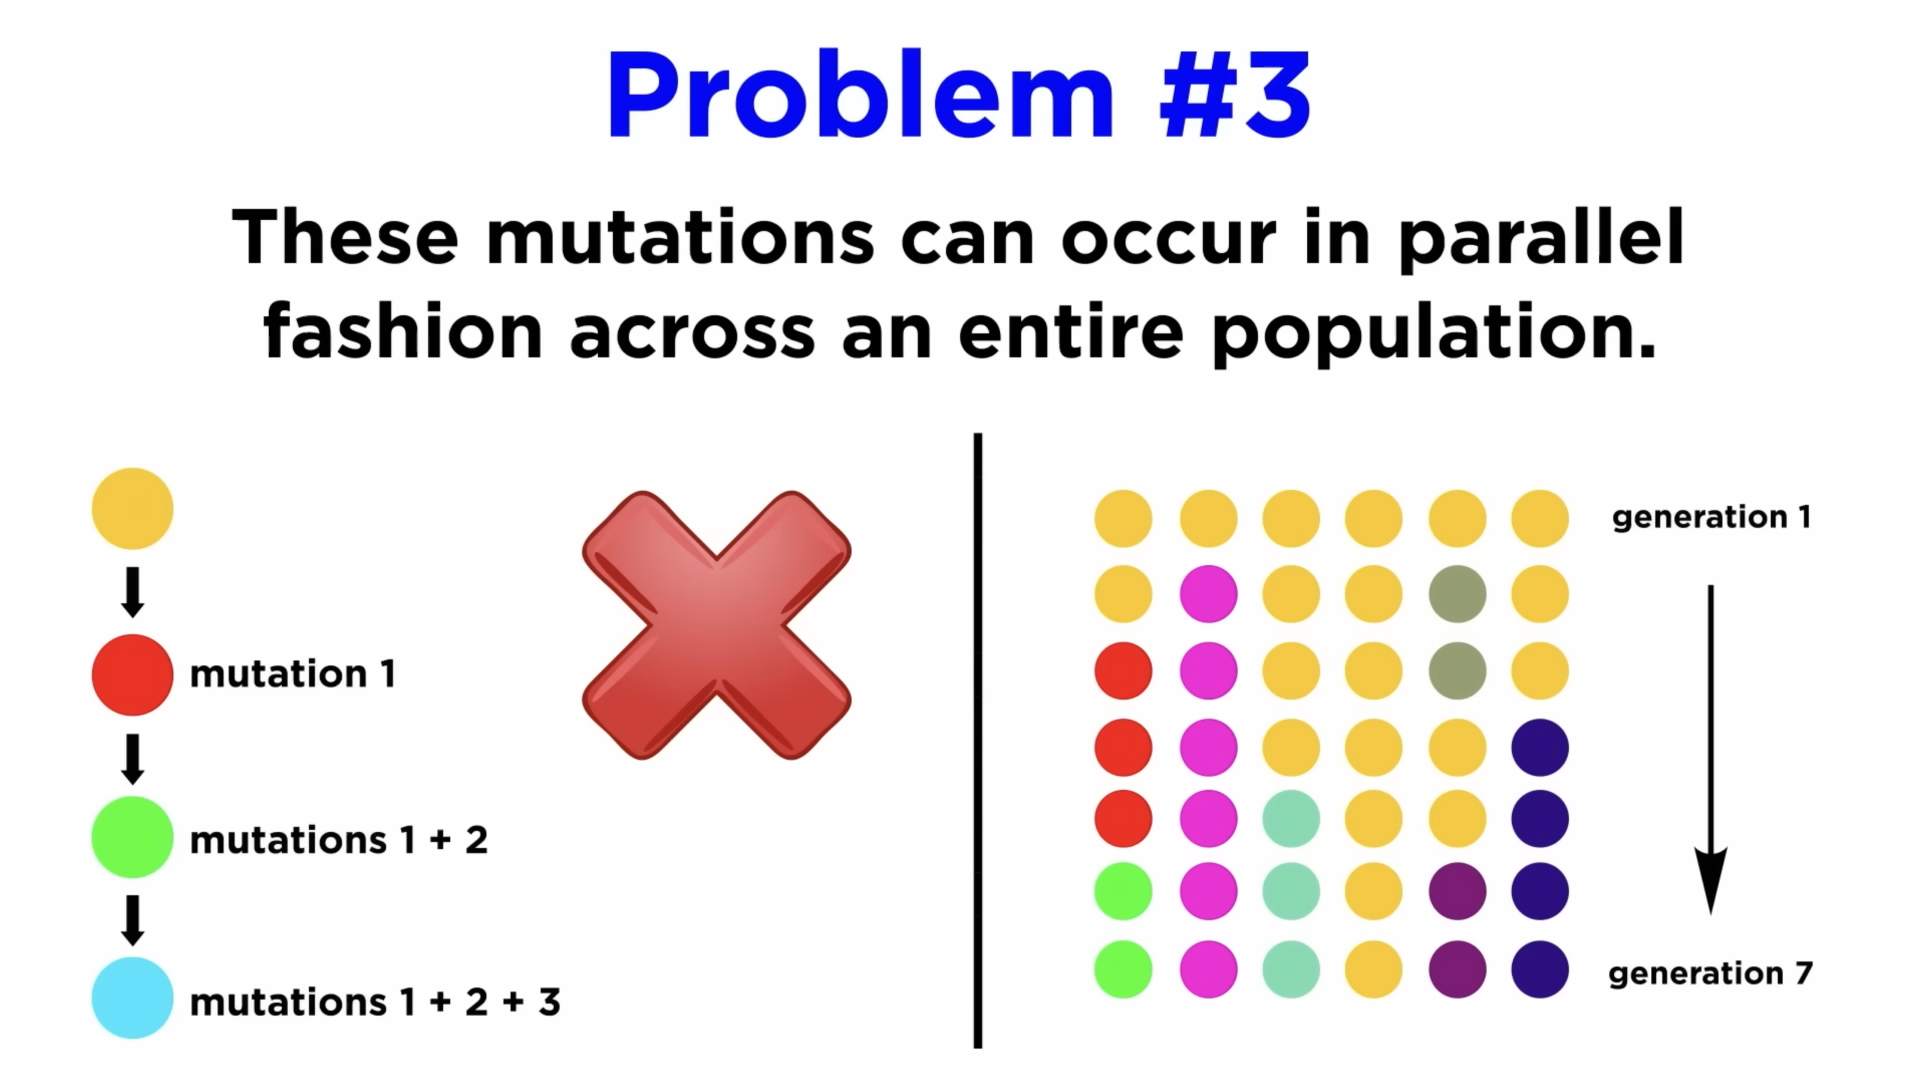 Problem #3
These mutations can occur in parallel
fashion across an entire population.
mutation 1
mutations 1 + 2
mutations 1 + 2 + 3
generation 1
generation 7